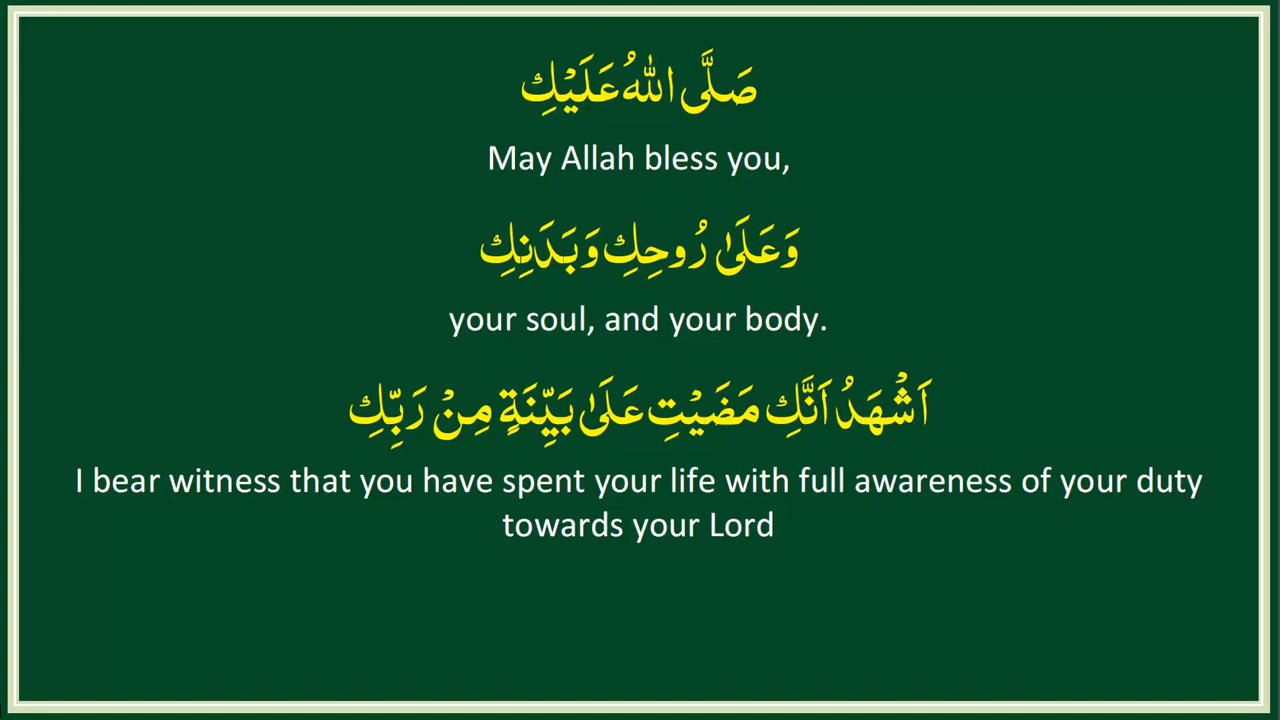 صَلَّى اللهُ عَلَيْكِ
May Allah bless you,
وَعَلَىٰ رُوحِكِ وَبَدَنِكِ
your soul, and your body.
اَشْهَدُ اَنَّكِ مَضَيْتِ عَلَىٰ بَيِّنَةٍ مِنْ رَبِّكِ
I bear witness that you have spent your life with full awareness of your duty
towards your Lord